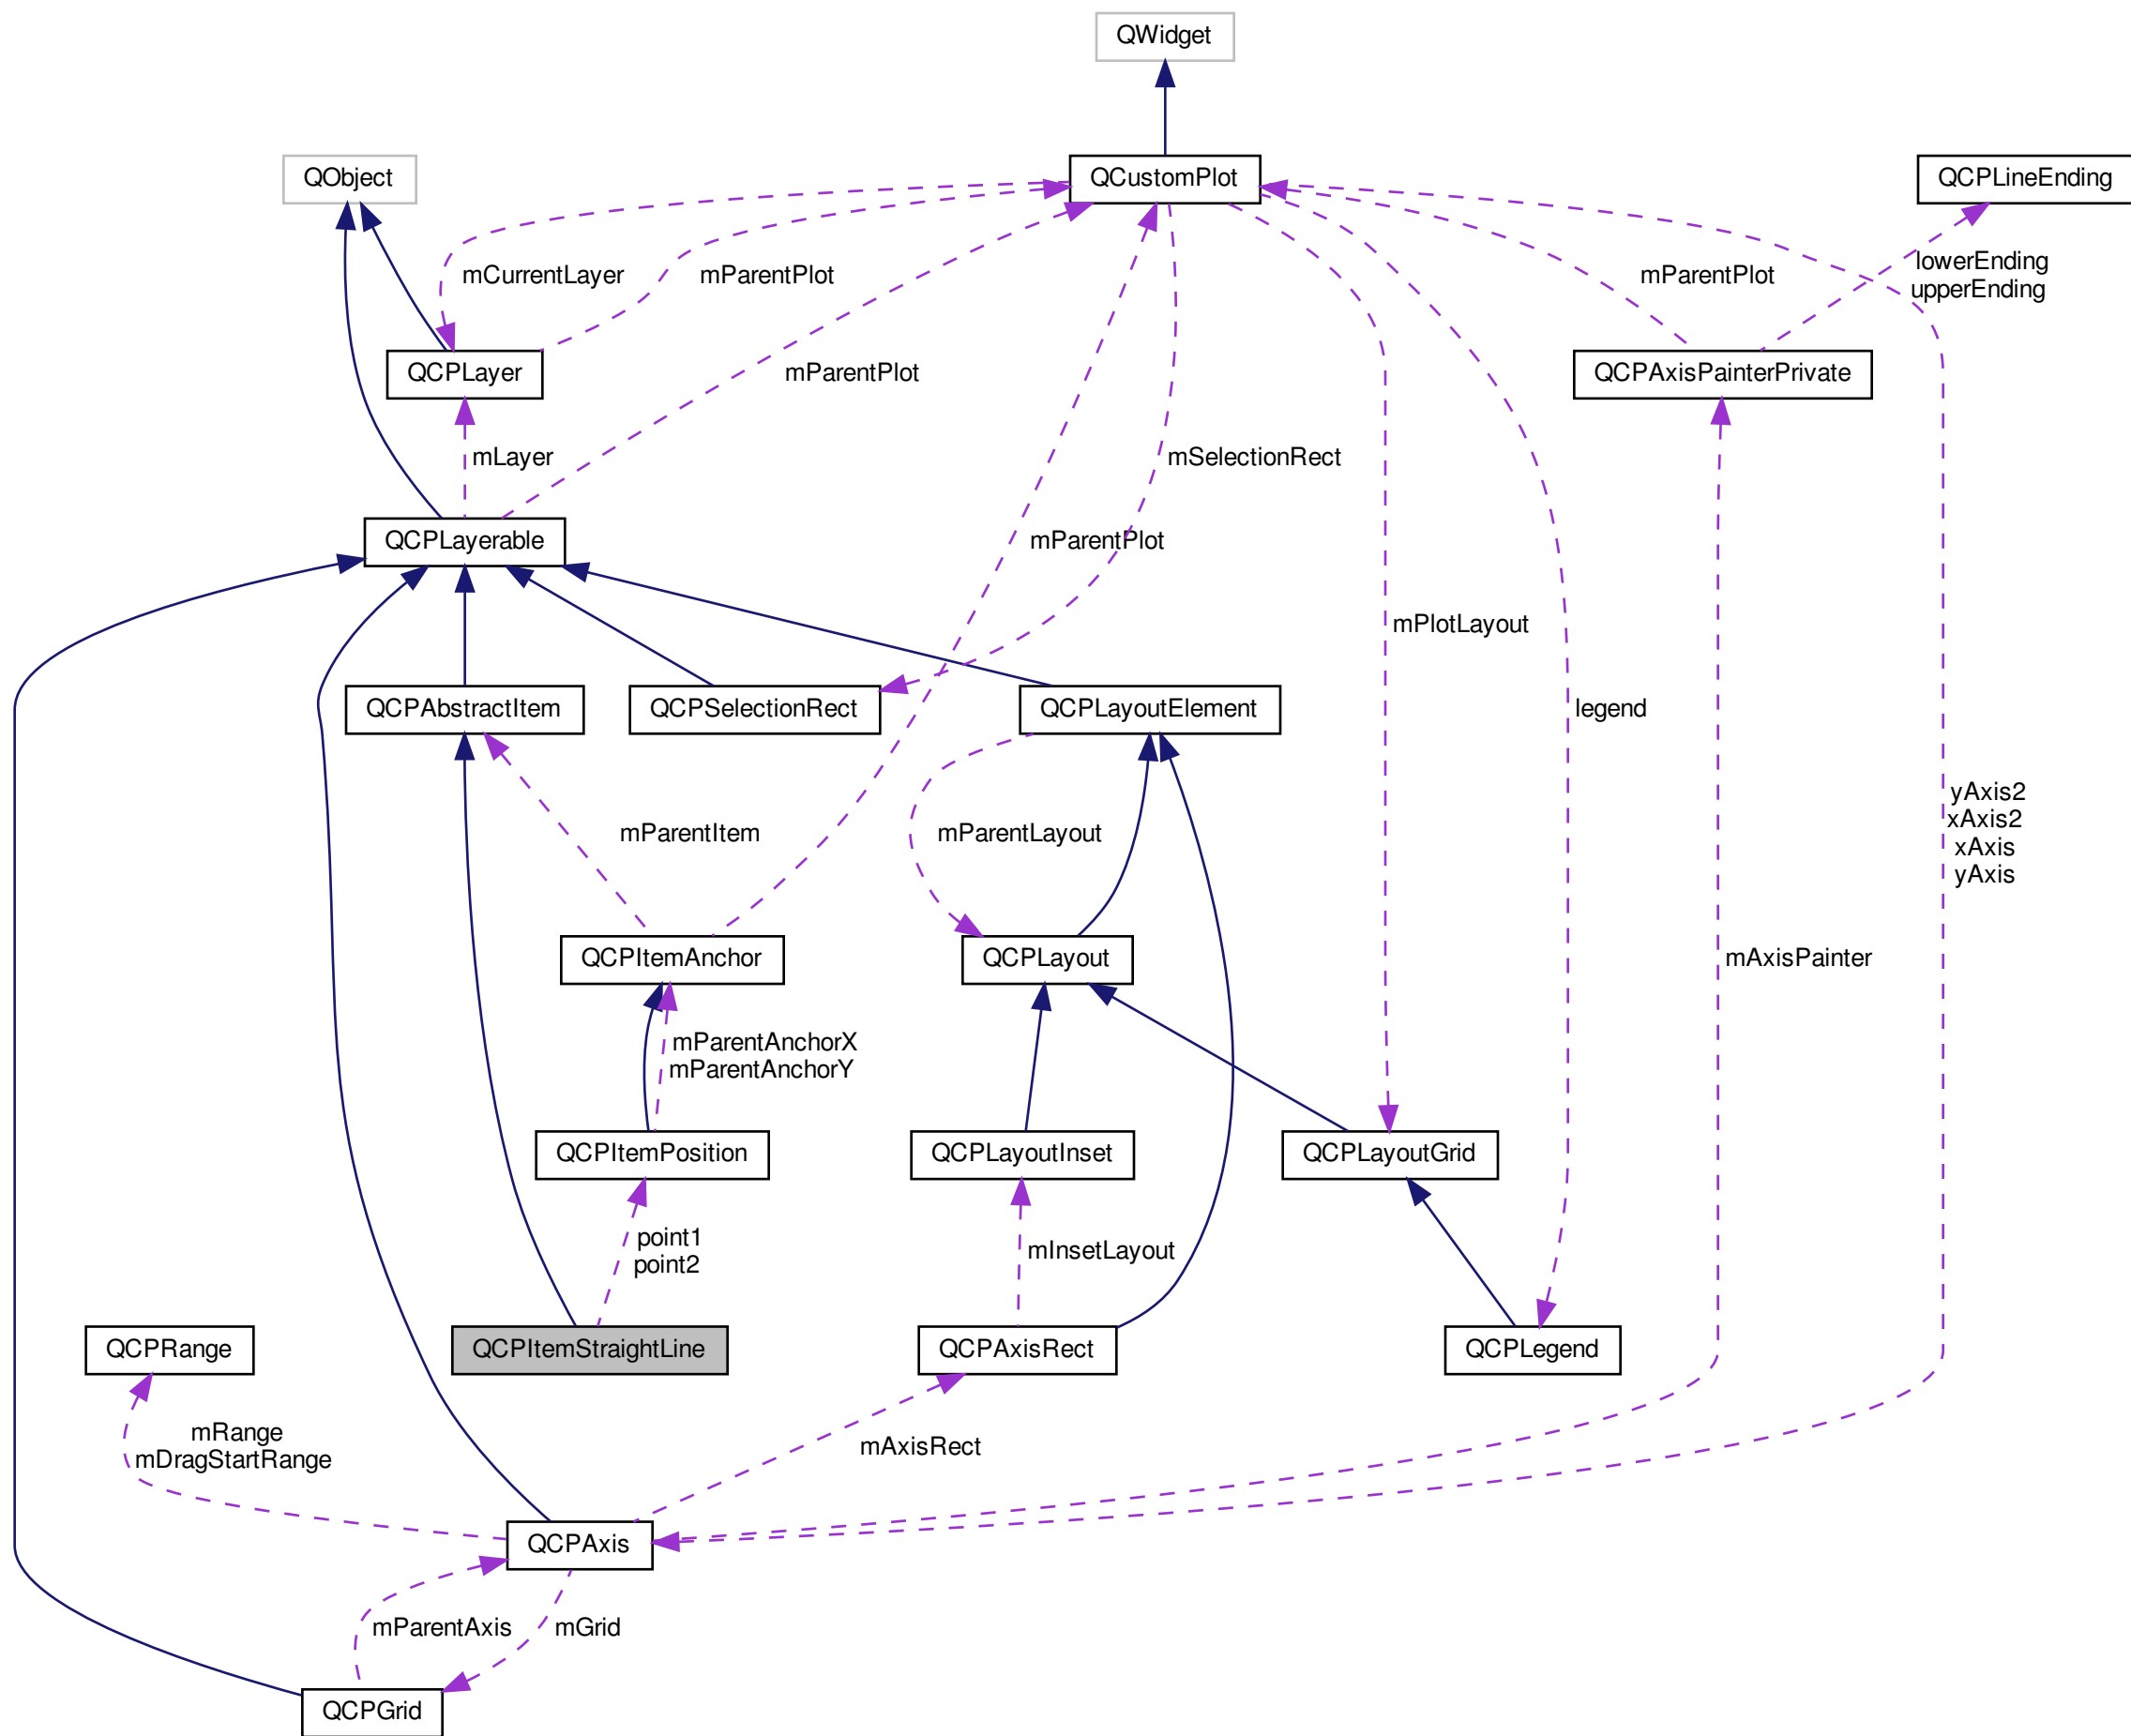 QWidget
QObject
QCustomPlot
QCPLineEnding
mCurrentLayer
mParentPlot
mParentPlot
lowerEnding
upperEnding
QCPLayer
mParentPlot
QCPAxisPainterPrivate
mLayer
mSelectionRect
QCPLayerable
mParentPlot
mPlotLayout
QCPAbstractItem
QCPSelectionRect
QCPLayoutElement
legend
yAxis2
xAxis2
xAxis
yAxis
mParentItem
mParentLayout
QCPItemAnchor
QCPLayout
mAxisPainter
mParentAnchorX
mParentAnchorY
QCPItemPosition
QCPLayoutInset
QCPLayoutGrid
point1
point2
mInsetLayout
QCPRange
QCPItemStraightLine
QCPAxisRect
QCPLegend
mRange
mDragStartRange
mAxisRect
QCPAxis
mParentAxis
mGrid
QCPGrid